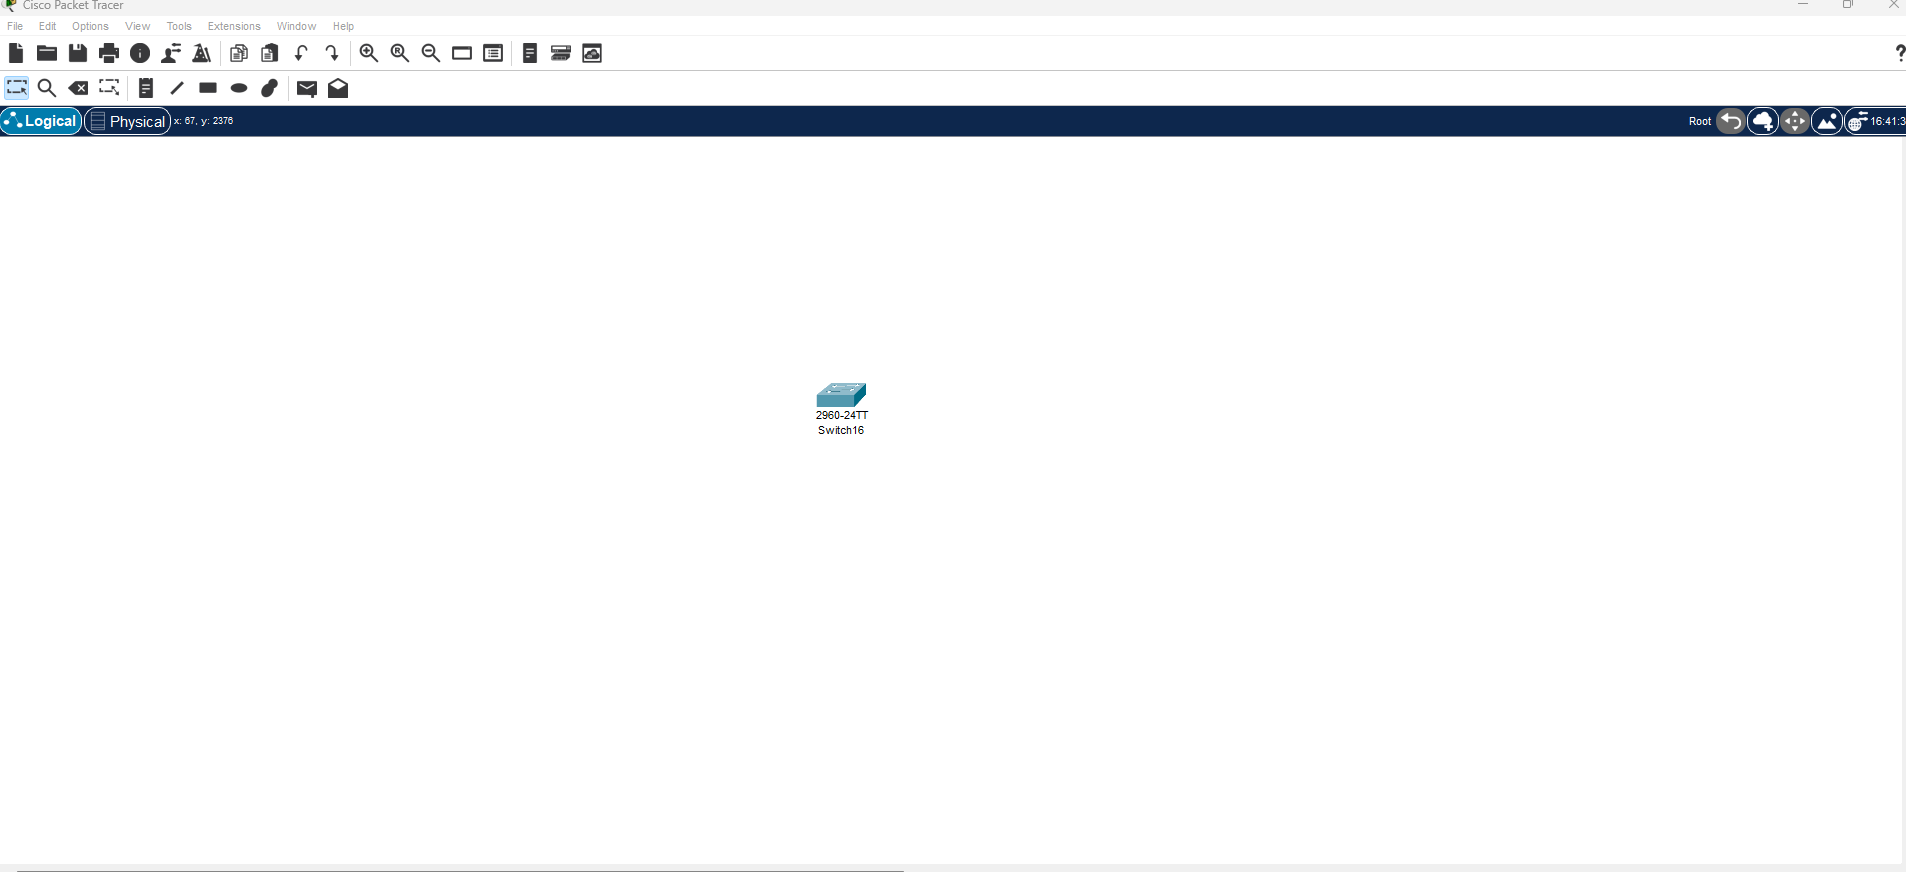 Cisco Packet Tracer
File Edit Options View Tools Extensions Window Help
Logical Physical x: 67, y: 2376 Root 16:41:3
2960-24TT
Switch16